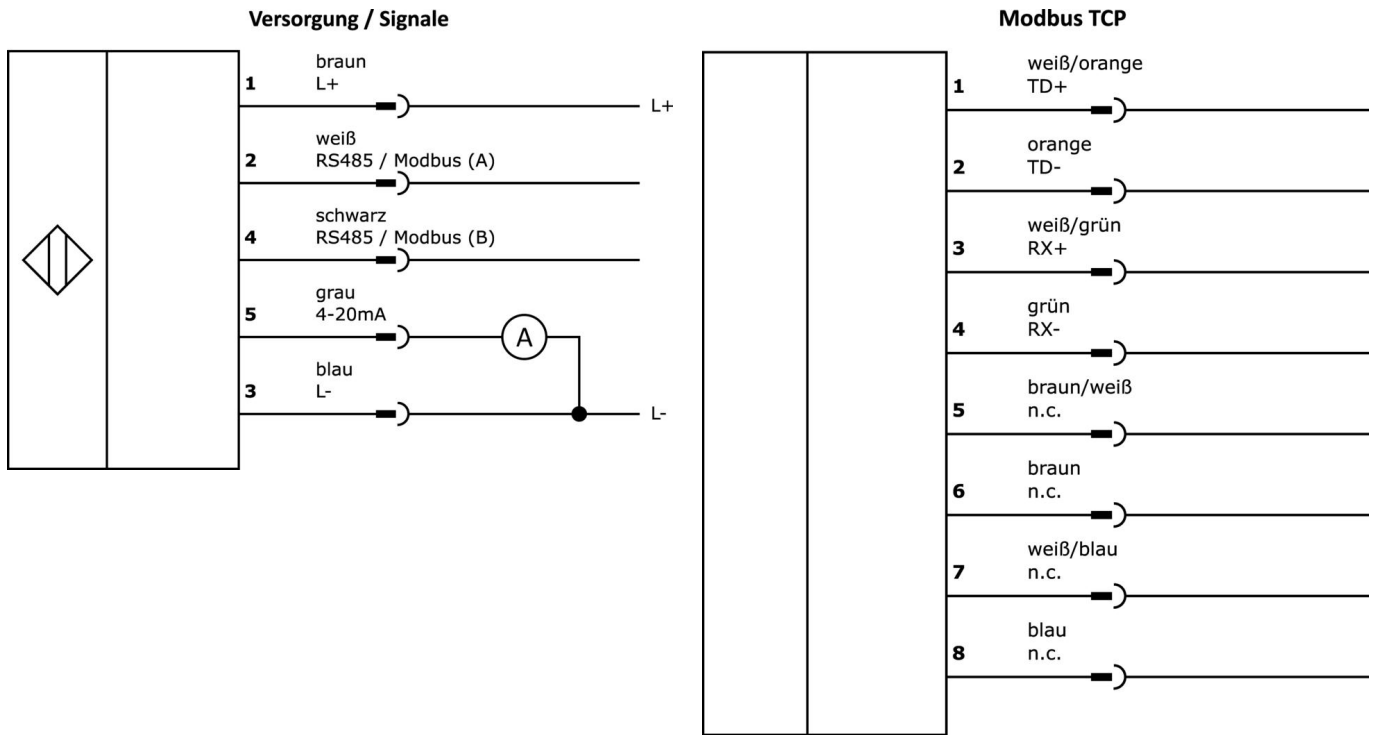 Versorgung / Signale
braun
1 L+
L+
weiß
2 RS485 / Modbus (A)
schwarz
4 RS485 / Modbus (B)
grau
5 4-20mA
A
blau
3 L-
L-
Modbus TCP
weiß/orange
1 TD+
orange
2 TD-
weiß/grün
3 RX+
grün
4 RX-
braun/weiß
5 n.c.
braun
6 n.c.
weiß/blau
7 n.c.
blau
8 n.c.